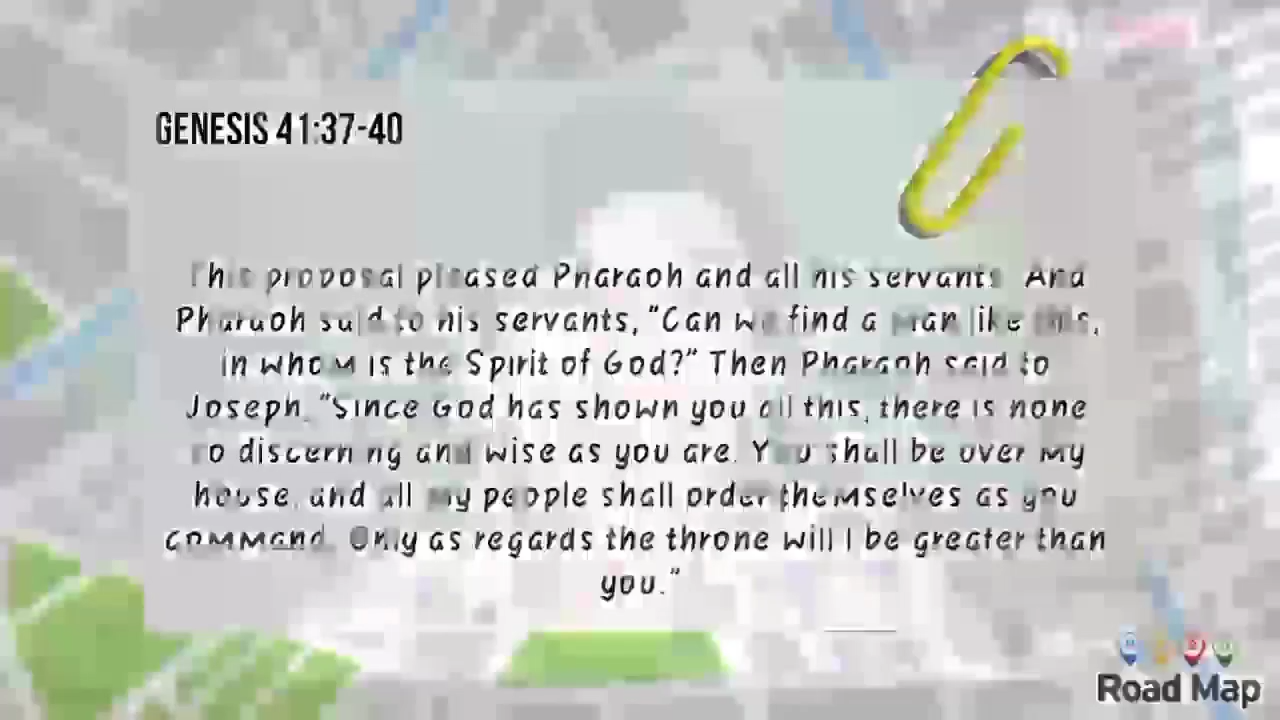 GENESIS 41:37-40
This proposal pleased Pharaoh and all his servants. And
Pharaoh said to his servants, "Can we find a man like this,
in whom is the Spirit of God?" Then Pharaoh said to
Joseph, "Since God has shown you all this, there is none
so discerning and wise as you are. You shall be over my
house, and all my people shall order themselves as you
command. Only as regards the throne will I be greater than
you."
Road Map